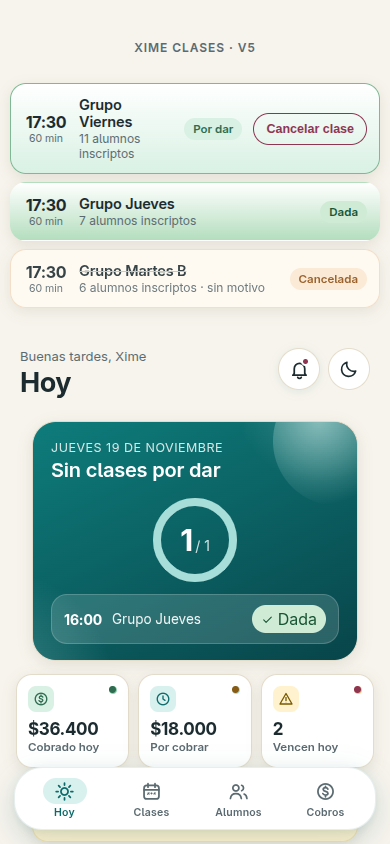 XIME CLASES · V5
17:30
60 min
Grupo
Viernes
11 alumnos
inscriptos
Por dar
Cancelar clase
17:30
60 min
Grupo Jueves
7 alumnos inscriptos
Dada
17:30
60 min
Grupo Martes B
6 alumnos inscriptos · sin motivo
Cancelada
Buenas tardes, Xime
Hoy
JUEVES 19 DE NOVIEMBRE
Sin clases por dar
1 / 1
16:00 Grupo Jueves
✓ Dada
$36.400
Cobrado hoy
$18.000
Por cobrar
2
Vencen hoy
Hoy
Clases
Alumnos
Cobros